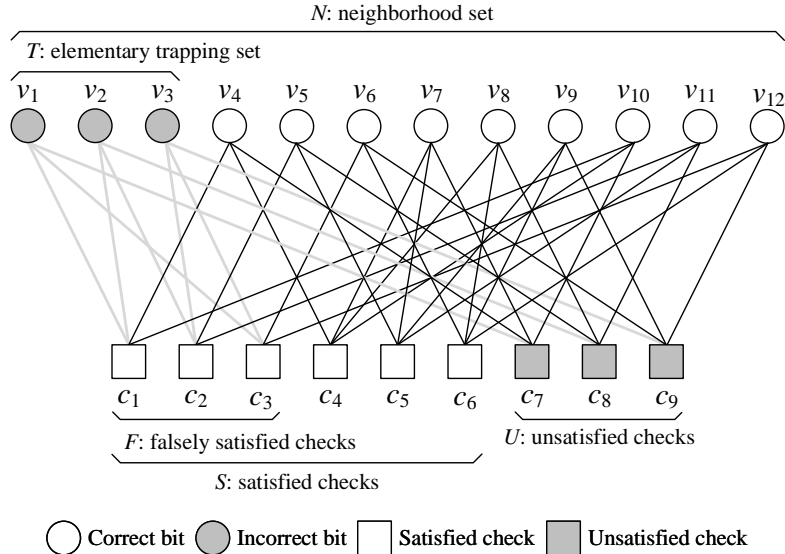 N: neighborhood set
T: elementary trapping set
v1 v2 v3 v4 v5 v6 v7 v8 v9 v10 v11 v12
c1 c2 c3 c4 c5 c6 c7 c8 c9
F: falsely satisfied checks
U: unsatisfied checks
S: satisfied checks
Correct bit Incorrect bit Satisfied check Unsatisfied check